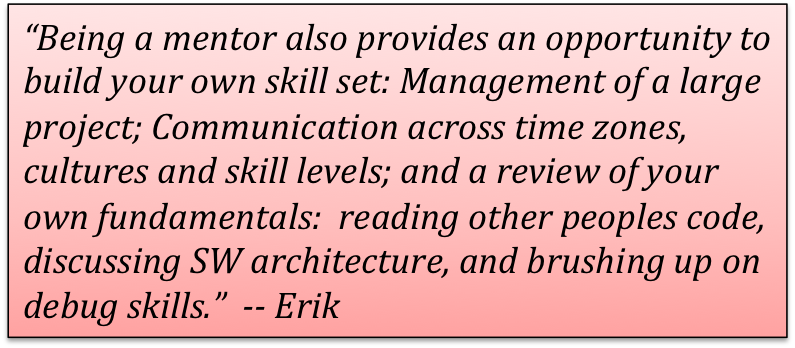 “Being a mentor also provides an opportunity to
build your own skill set: Management of a large
project; Communication across time zones,
cultures and skill levels; and a review of your
own fundamentals:  reading other peoples code,
discussing SW architecture, and brushing up on
debug skills.”  -- Erik